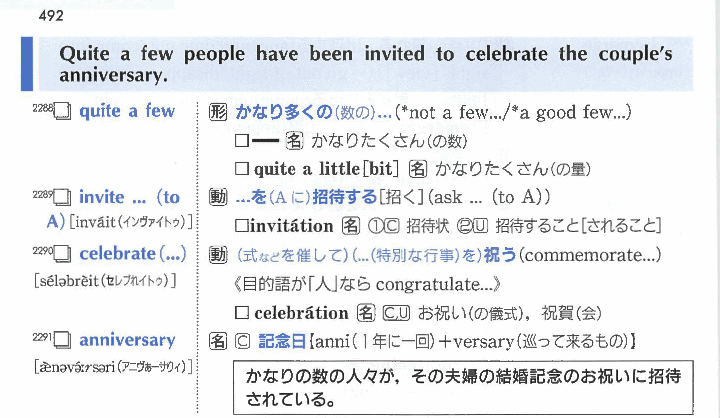 492
Quite a few people have been invited to celebrate the couple's
anniversary.
2288 quite a few 形 かなり多くの(数の)…(*not a few…/*a good few…)
□━ 名 かなりたくさん(の数)
□ quite a little[bit] 名 かなりたくさん(の量)
2289 invite … (to 動 …を(Aに)招待する[招く](ask … (to A))
A) [inváit(インヴァイトゥ)] □invitátion 名 ①Ⓒ 招待状 ②Ⓤ 招待すること[されること]
2290 celebrate (…) 動 (式などを催して)(…(特別な行事)を)祝う(commemorate…)
[séləbrèit(セレブレイトゥ)] 《目的語が「人」なら congratulate…》
□ celebrátion 名 C,U お祝い(の儀式), 祝賀(会)
2291 anniversary 名 Ⓒ 記念日【anni(1年に一回)+versary(巡って来るもの)】
[ænəvə́ːrsəri(アニヴァ~サリィ)]
かなりの数の人々が, その夫婦の結婚記念のお祝いに招待
されている。